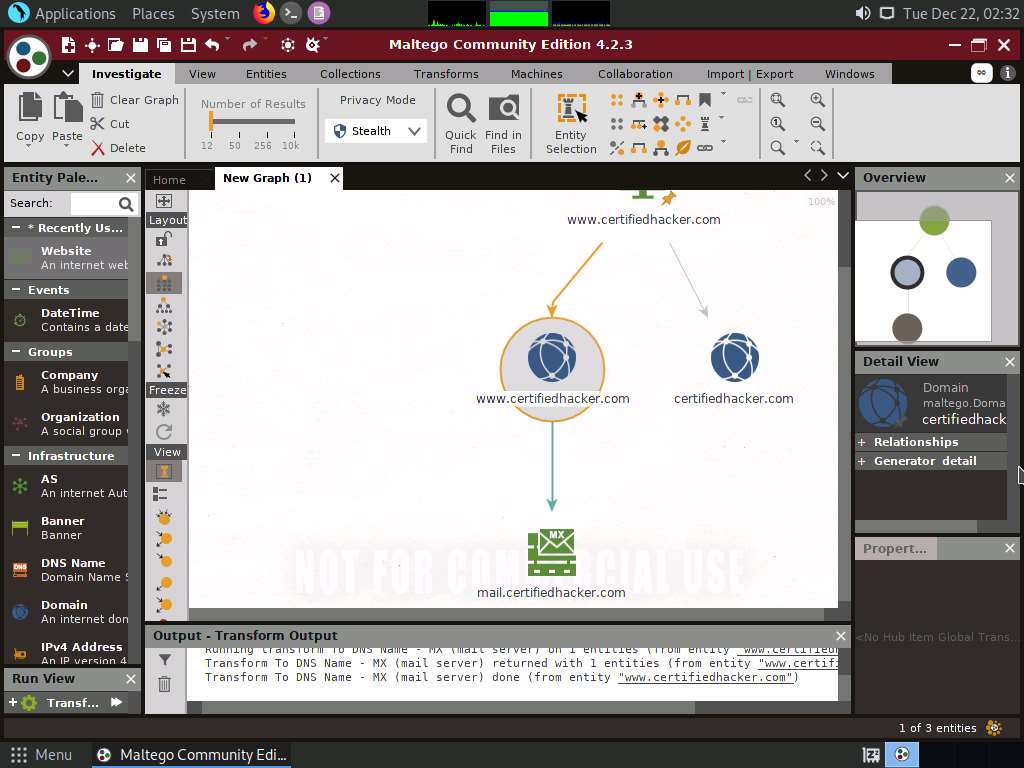 Applications Places System Tue Dec 22, 02:32
Maltego Community Edition 4.2.3
Investigate View Entities Collections Transforms Machines Collaboration Import | Export Windows
Copy
Paste
Clear Graph
Cut
Delete
Number of Results
12 50 256 10k
Privacy Mode
Stealth
Quick
Find
Find in
Files
Entity
Selection
Entity Pale...
Search:
* Recently Us...
Website
An internet web
Events
DateTime
Contains a date
Groups
Company
A business orga
Organization
A social group
Infrastructure
AS
An internet Aut
Banner
Banner
DNS
DNS Name
Domain Name S
Domain
An internet don
IPv4 Address
An IP version 4
Run View
Transf...
Home New Graph (1)
Layout
Freeze
View
100%
www.certifiedhacker.com
www.certifiedhacker.com
certifiedhacker.com
MX
mail.certifiedhacker.com
NOT FOR COMMERCIAL USE
Output - Transform Output
Running transform To DNS Name - MX (mail server) on 1 entities (from entity "www.certifiedh
Transform To DNS Name - MX (mail server) returned with 1 entities (from entity "www.certifi
Transform To DNS Name - MX (mail server) done (from entity "www.certifiedhacker.com")
Overview
Detail View
Domain
maltego.Doma
certifiedhack
+ Relationships
+ Generator detail
Propert...
<No Hub Item Global Trans...
1 of 3 entities
Menu Maltego Community Edi...